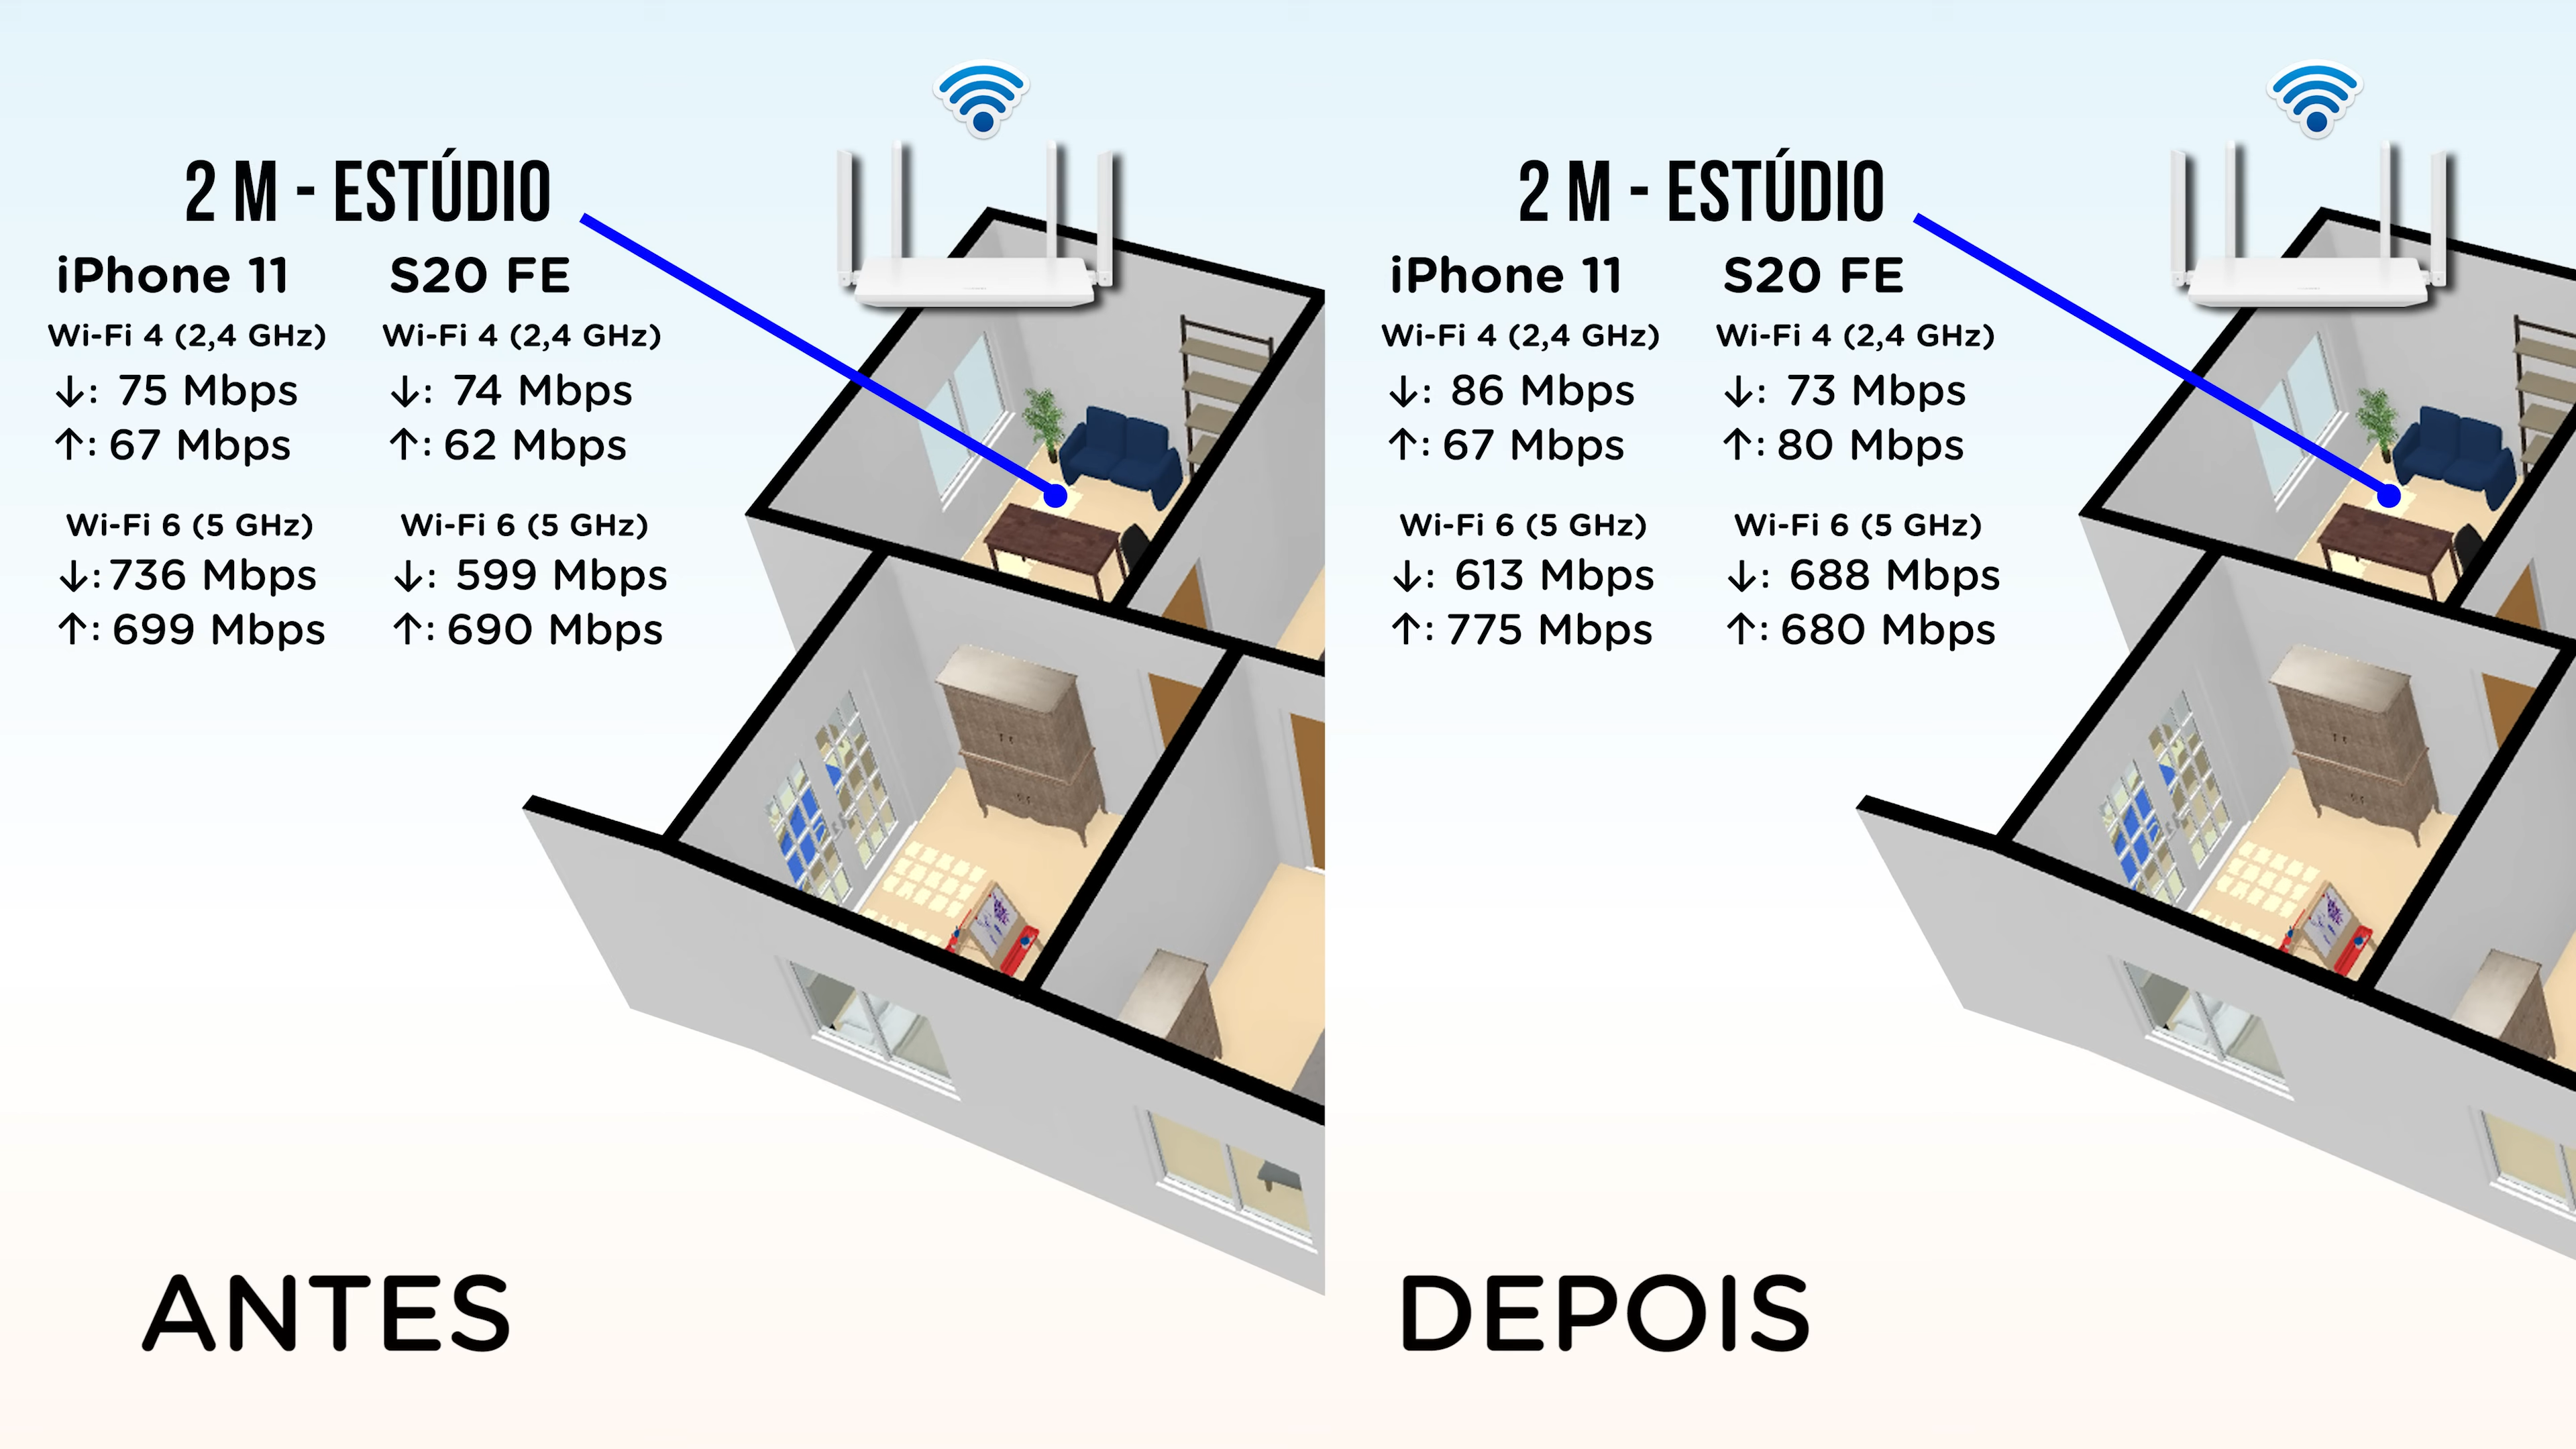 2 M - ESTÚDIO
iPhone 11
Wi-Fi 4 (2,4 GHz)
↓: 75 Mbps
↑: 67 Mbps
Wi-Fi 6 (5 GHz)
↓: 736 Mbps
↑: 699 Mbps
S20 FE
Wi-Fi 4 (2,4 GHz)
↓: 74 Mbps
↑: 62 Mbps
Wi-Fi 6 (5 GHz)
↓: 599 Mbps
↑: 690 Mbps
ANTES
2 M - ESTÚDIO
iPhone 11
Wi-Fi 4 (2,4 GHz)
↓: 86 Mbps
↑: 67 Mbps
Wi-Fi 6 (5 GHz)
↓: 613 Mbps
↑: 775 Mbps
S20 FE
Wi-Fi 4 (2,4 GHz)
↓: 73 Mbps
↑: 80 Mbps
Wi-Fi 6 (5 GHz)
↓: 688 Mbps
↑: 680 Mbps
DEPOIS